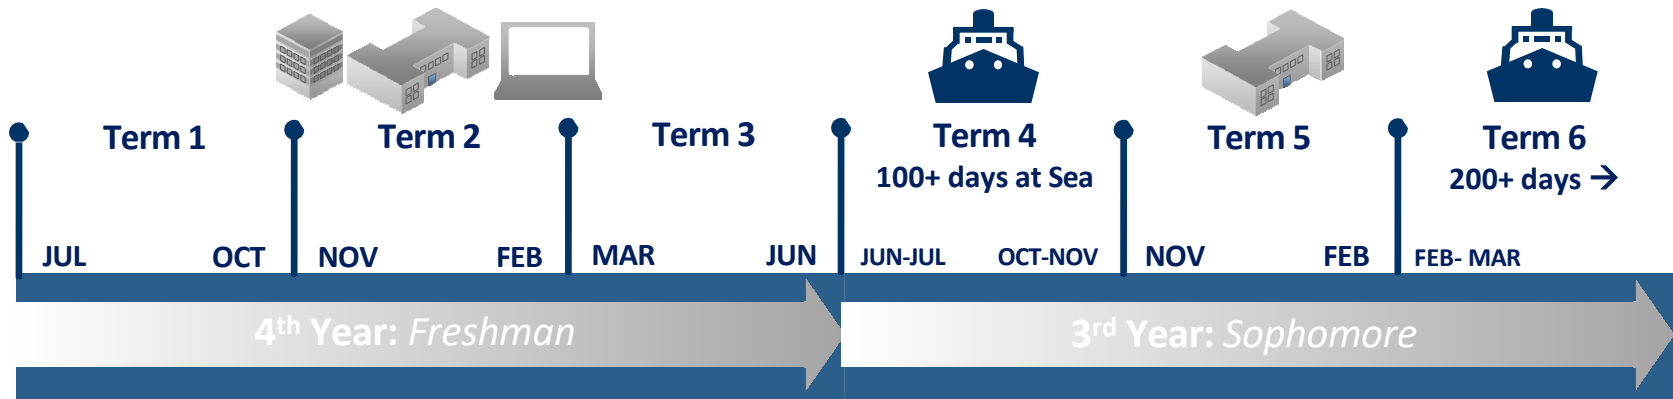 Term 1
Term 2
Term 3
Term 4
100+ days at Sea
Term 5
Term 6
200+ days →
JUL
OCT
NOV
FEB
MAR
JUN
JUN-JUL
OCT-NOV
NOV
FEB
FEB- MAR
4th Year: Freshman
3rd Year: Sophomore